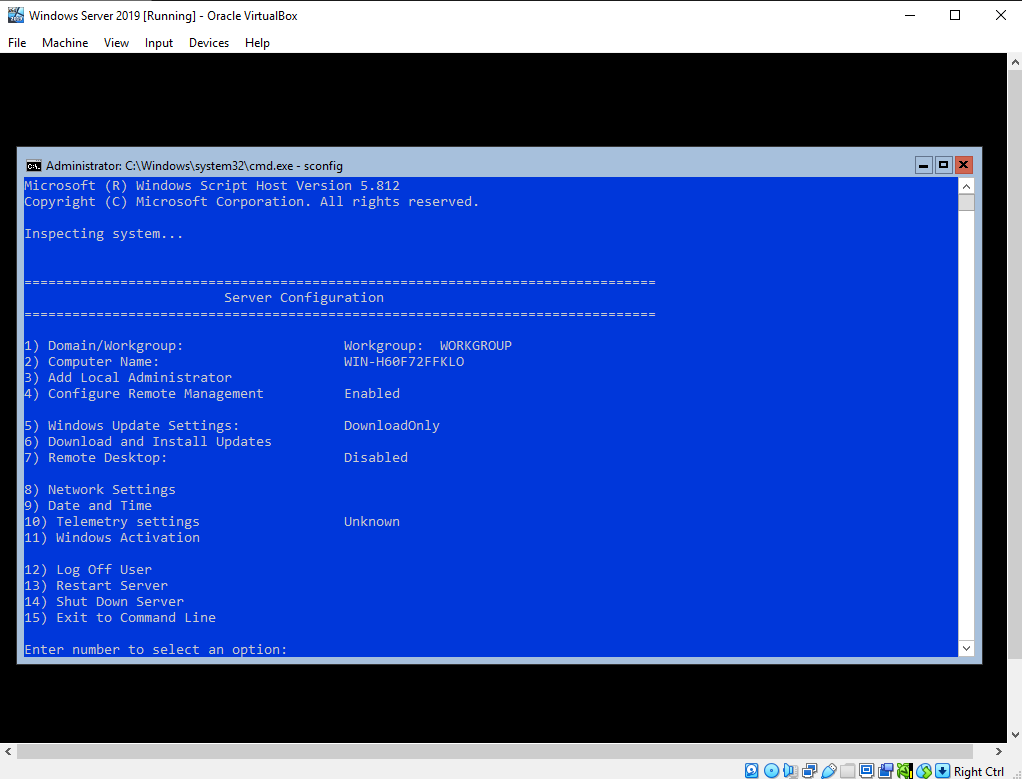 Windows Server 2019 [Running] - Oracle VirtualBox
File Machine View Input Devices Help
Administrator: C:\Windows\system32\cmd.exe - sconfig
Microsoft (R) Windows Script Host Version 5.812
Copyright (C) Microsoft Corporation. All rights reserved.
Inspecting system...
===============================================================================
Server Configuration
===============================================================================
1) Domain/Workgroup: Workgroup: WORKGROUP
2) Computer Name: WIN-H60F72FFKLO
3) Add Local Administrator
4) Configure Remote Management Enabled
5) Windows Update Settings: DownloadOnly
6) Download and Install Updates
7) Remote Desktop: Disabled
8) Network Settings
9) Date and Time
10) Telemetry settings Unknown
11) Windows Activation
12) Log Off User
13) Restart Server
14) Shut Down Server
15) Exit to Command Line
Enter number to select an option:
Right Ctrl